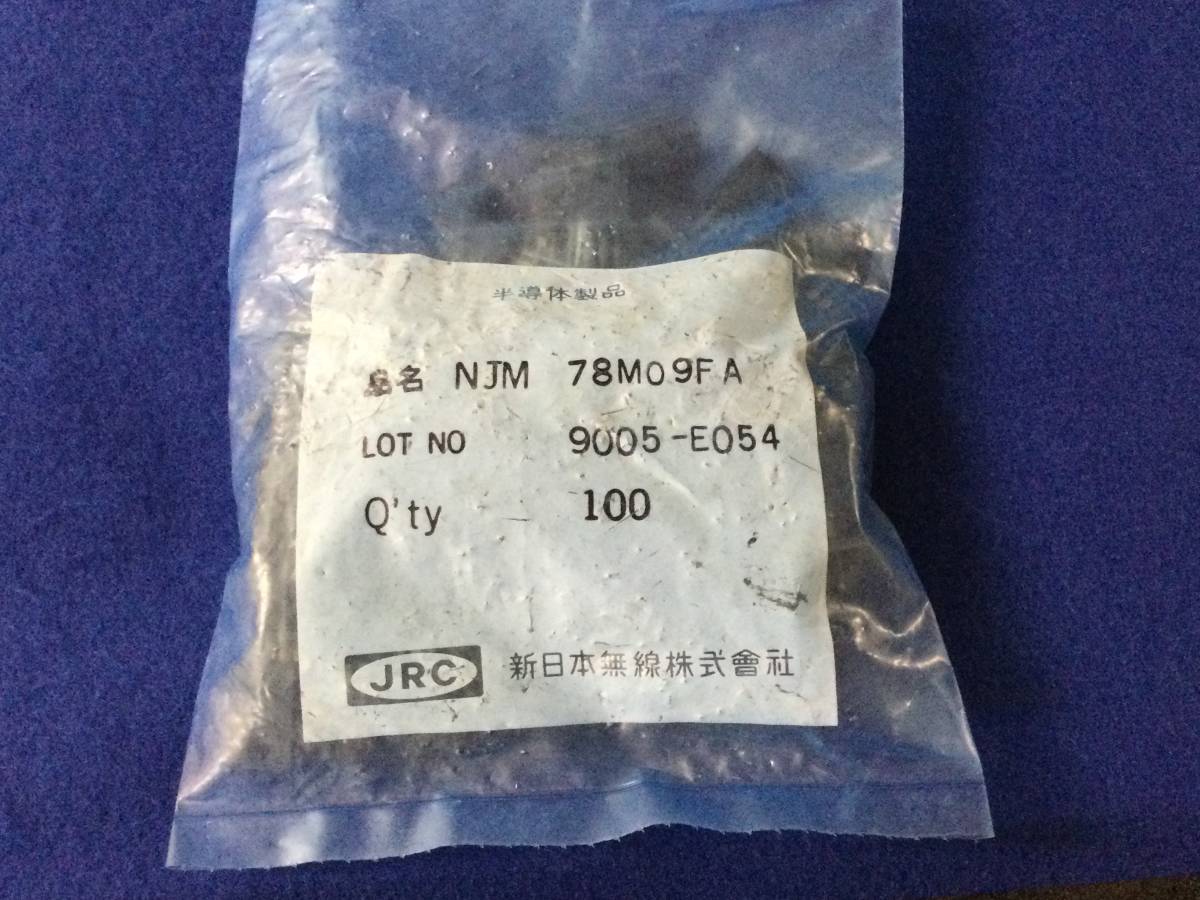 半導体製品
品名 NJM 78M09FA
LOT NO 9005-E054
Q'ty 100
JRC 新日本無線株式會社